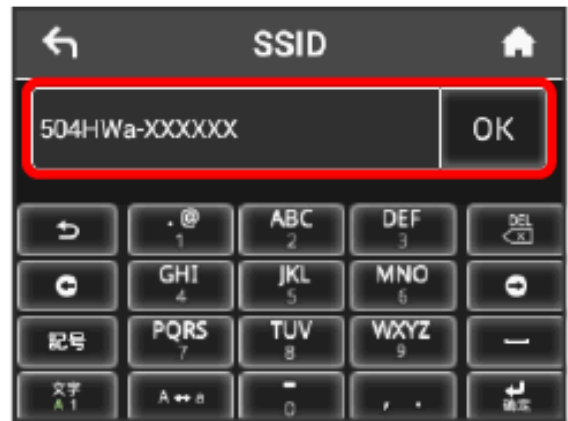 SSID
504HWa-XXXXXX OK
.@ ABC DEF DEL
1 2 3
GHI JKL MNO
4 5 6
記号 PQRS TUV WXYZ
7 8 9
文字 A↔a - , .
A 1 0 確定